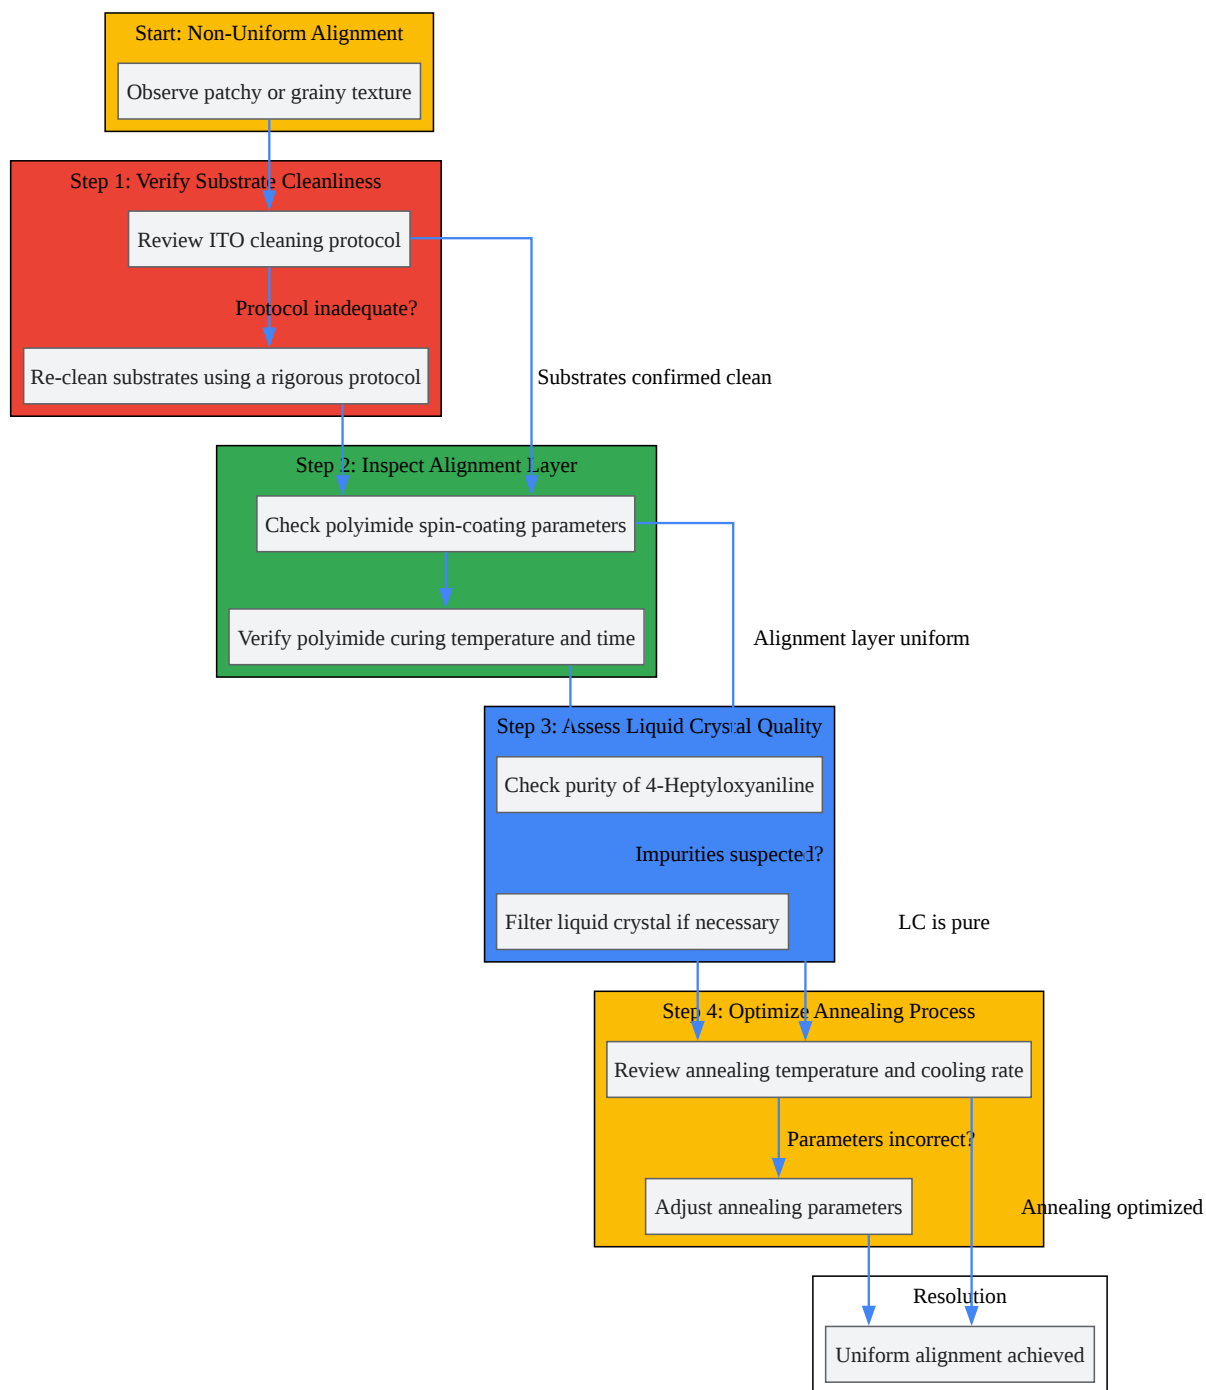 Start: Non-Uniform Alignment
Observe patchy or grainy texture
Step 1: Verify Substrate Cleanliness
Review ITO cleaning protocol
Protocol inadequate?
Re-clean substrates using a rigorous protocol
Substrates confirmed clean
Step 2: Inspect Alignment Layer
Check polyimide spin-coating parameters
Verify polyimide curing temperature and time
Alignment layer uniform
Step 3: Assess Liquid Crystal Quality
Check purity of 4-Heptyloxyaniline
Impurities suspected?
Filter liquid crystal if necessary
LC is pure
Step 4: Optimize Annealing Process
Review annealing temperature and cooling rate
Parameters incorrect?
Adjust annealing parameters
Annealing optimized
Resolution
Uniform alignment achieved